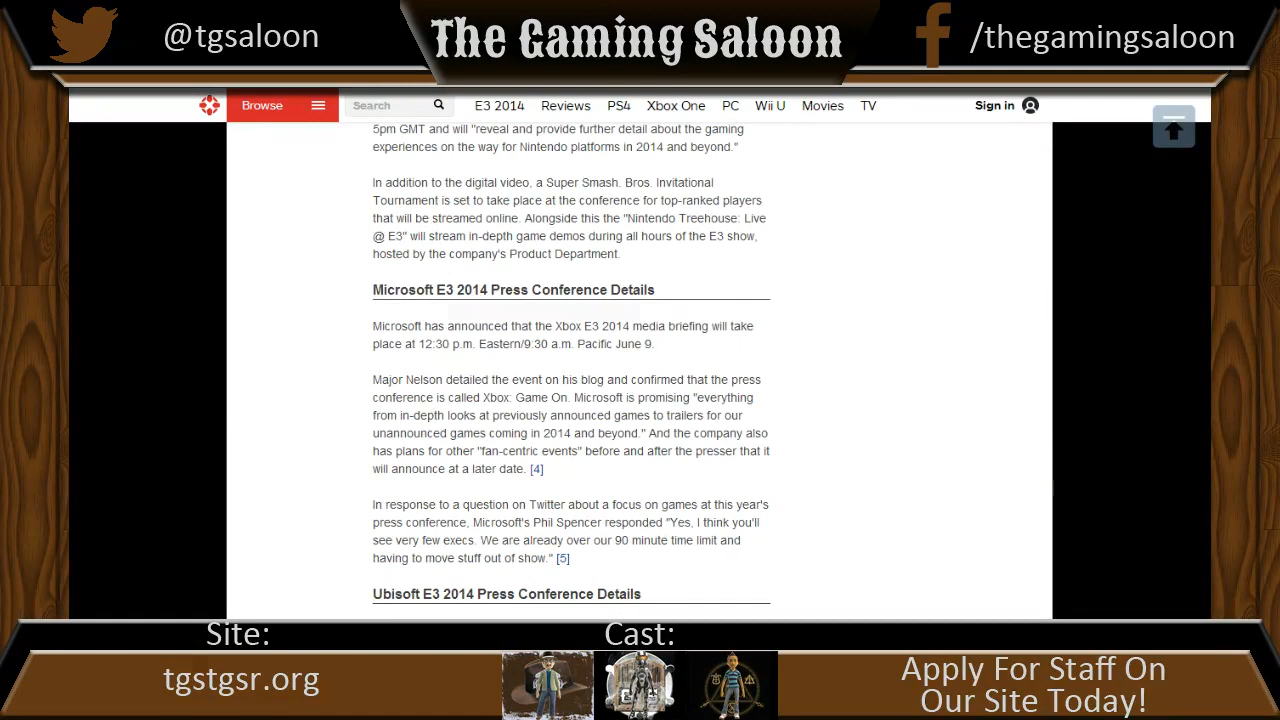 @tgsaloon
The Gaming Saloon
/thegamingsaloon
Browse
Search
E3 2014 Reviews PS4 Xbox One PC Wii U Movies TV
Sign in
5pm GMT and will "reveal and provide further detail about the gaming
experiences on the way for Nintendo platforms in 2014 and beyond."
In addition to the digital video, a Super Smash. Bros. Invitational
Tournament is set to take place at the conference for top-ranked players
that will be streamed online. Alongside this the "Nintendo Treehouse: Live
@ E3" will stream in-depth game demos during all hours of the E3 show,
hosted by the company's Product Department.
Microsoft E3 2014 Press Conference Details
Microsoft has announced that the Xbox E3 2014 media briefing will take
place at 12:30 p.m. Eastern/9:30 a.m. Pacific June 9.
Major Nelson detailed the event on his blog and confirmed that the press
conference is called Xbox: Game On. Microsoft is promising "everything
from in-depth looks at previously announced games to trailers for our
unannounced games coming in 2014 and beyond." And the company also
has plans for other "fan-centric events" before and after the presser that it
will announce at a later date. [4]
In response to a question on Twitter about a focus on games at this year's
press conference, Microsoft's Phil Spencer responded "Yes, I think you'll
see very few execs. We are already over our 90 minute time limit and
having to move stuff out of show." [5]
Ubisoft E3 2014 Press Conference Details
Site:
tgstgsr.org
Cast:
Apply For Staff On
Our Site Today!